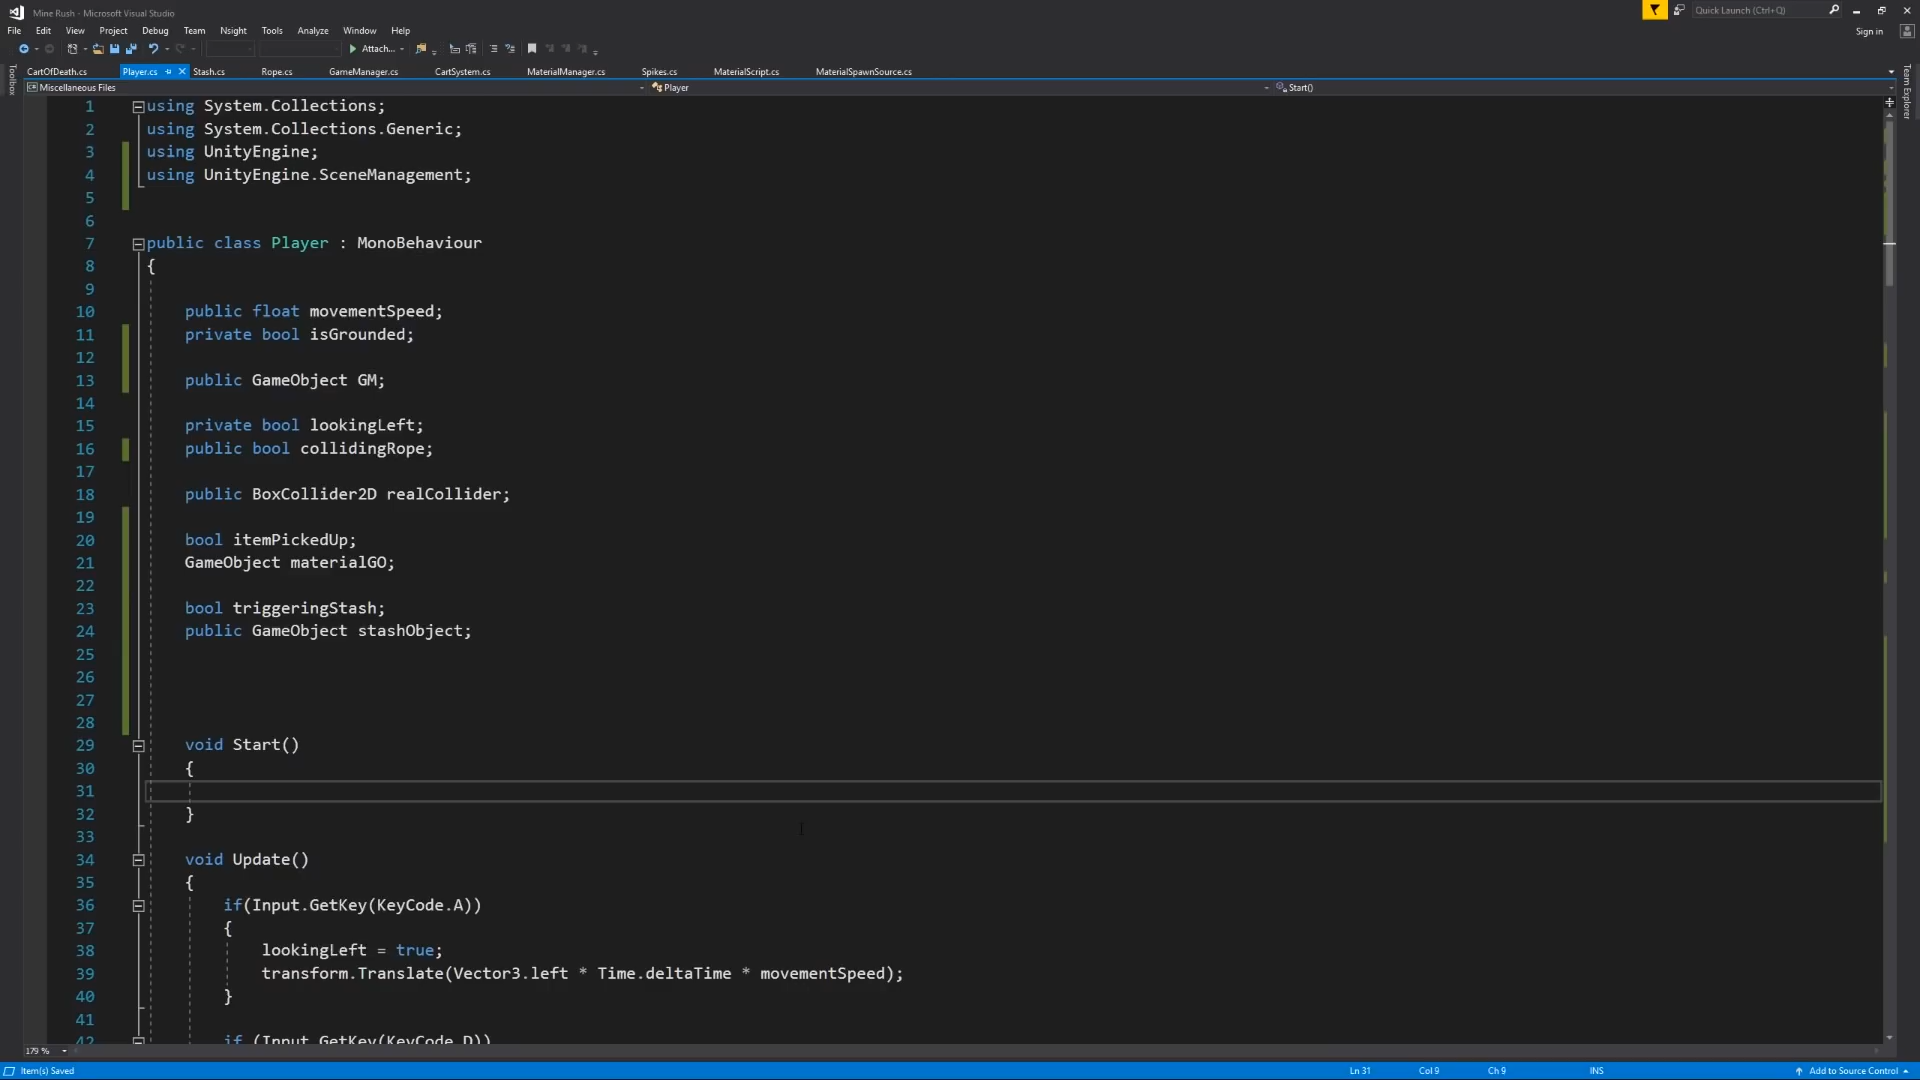 Mine Rush - Microsoft Visual Studio
Quick Launch (Ctrl+Q)
File Edit View Project Debug Team Nsight Tools Analyze Window Help
Sign in
Attach...
Toolbox
Team Explorer
CartOfDeath.cs Player.cs Stash.cs Rope.cs GameManager.cs CartSystem.cs MaterialManager.cs Spikes.cs MaterialScript.cs MaterialSpawnSource.cs
Miscellaneous Files Player Start()
1 using System.Collections;
2 using System.Collections.Generic;
3 using UnityEngine;
4 using UnityEngine.SceneManagement;
5
6
7 public class Player : MonoBehaviour
8 {
9
10 public float movementSpeed;
11 private bool isGrounded;
12
13 public GameObject GM;
14
15 private bool lookingLeft;
16 public bool collidingRope;
17
18 public BoxCollider2D realCollider;
19
20 bool itemPickedUp;
21 GameObject materialGO;
22
23 bool triggeringStash;
24 public GameObject stashObject;
25
26
27
28
29 void Start()
30 {
31
32 }
33
34 void Update()
35 {
36 if(Input.GetKey(KeyCode.A))
37 {
38 lookingLeft = true;
39 transform.Translate(Vector3.left * Time.deltaTime * movementSpeed);
40 }
41
42 if (Input.GetKey(KeyCode.D))
179 %
Item(s) Saved Ln 31 Col 9 Ch 9 INS Add to Source Control